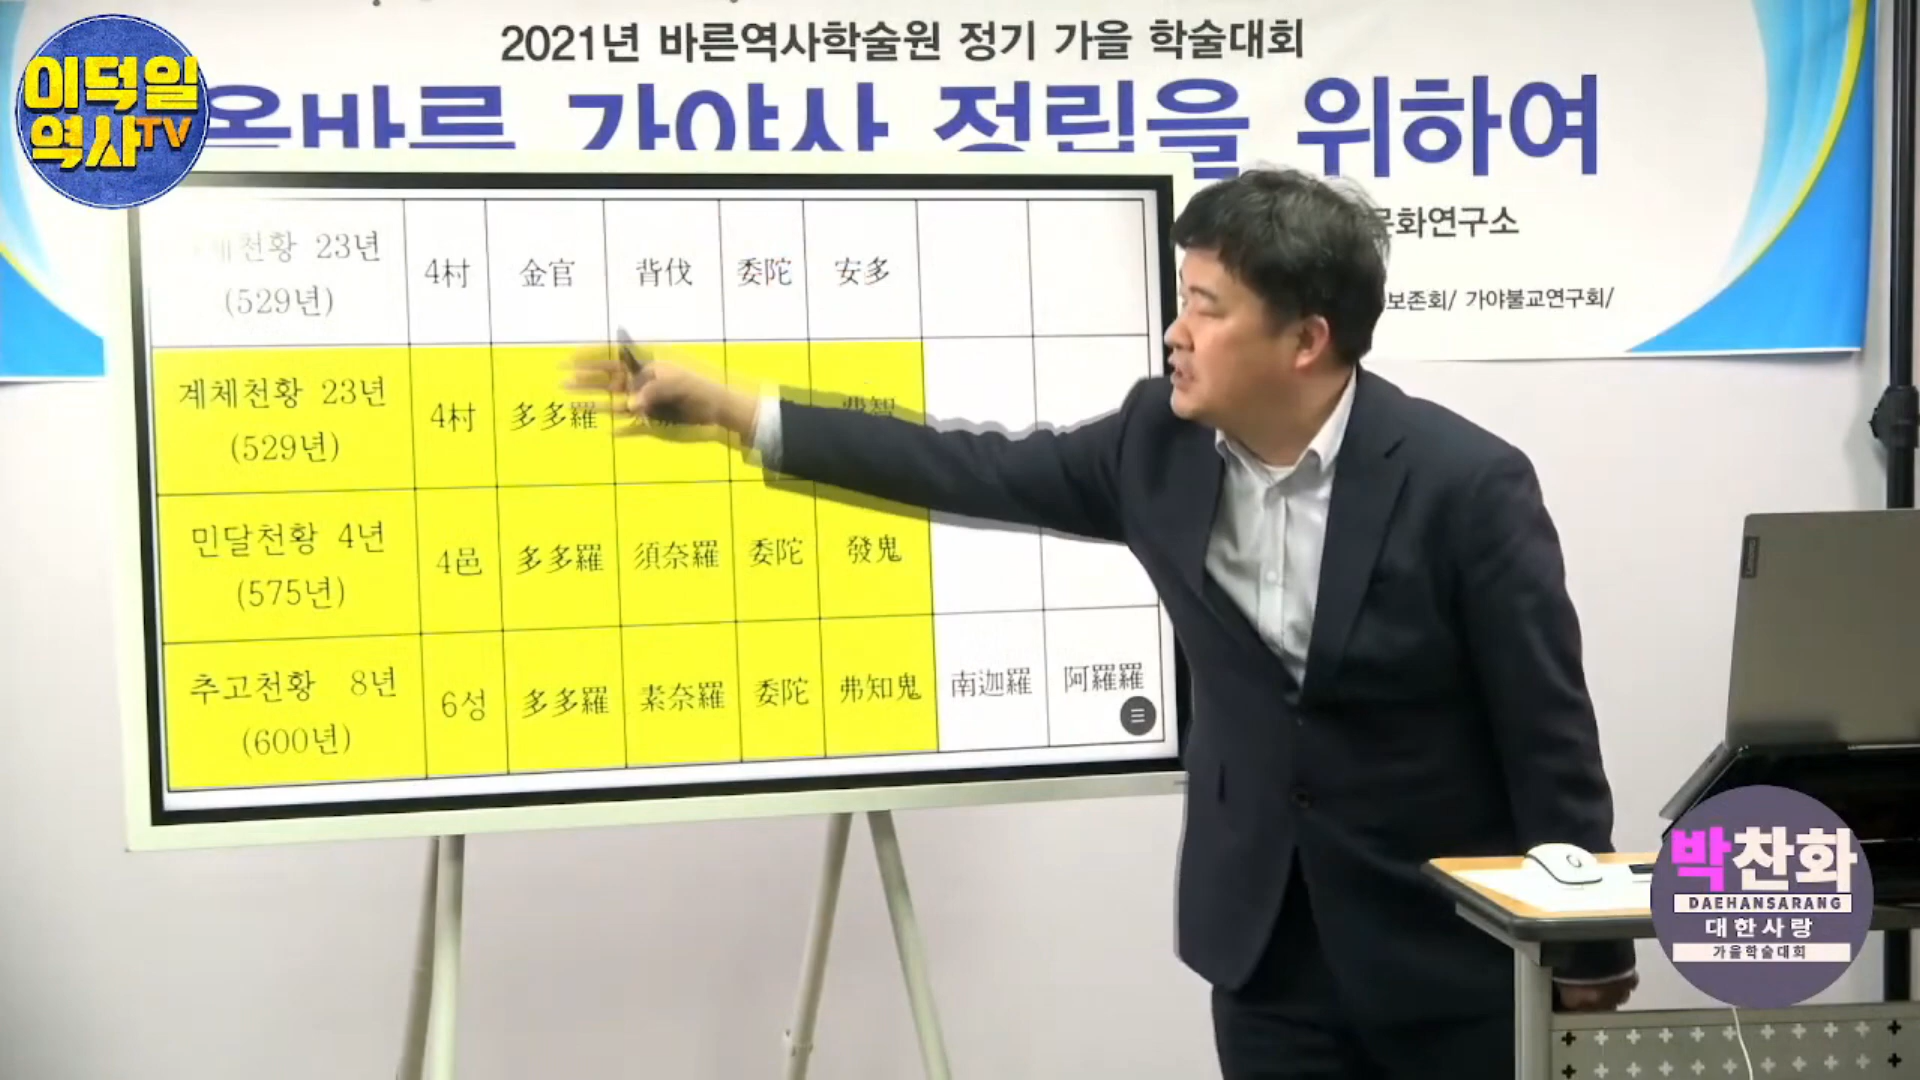 이덕일
역사TV
2021년 바른역사학술원 정기 가을 학술대회
올바른 가야사 정립을 위하여
문화연구소
보존회/ 가야불교연구회/
체천황 23년
(529년)
4村
金官
背伐
委陀
安多
계체천황 23년
(529년)
4村
多多羅
費智
민달천황 4년
(575년)
4邑
多多羅
須奈羅
委陀
發鬼
추고천황 8년
(600년)
6성
多多羅
素奈羅
委陀
弗知鬼
南迦羅
阿羅羅
Lenovo
박찬화
DAEHANSARANG
대한사랑
가을학술대회